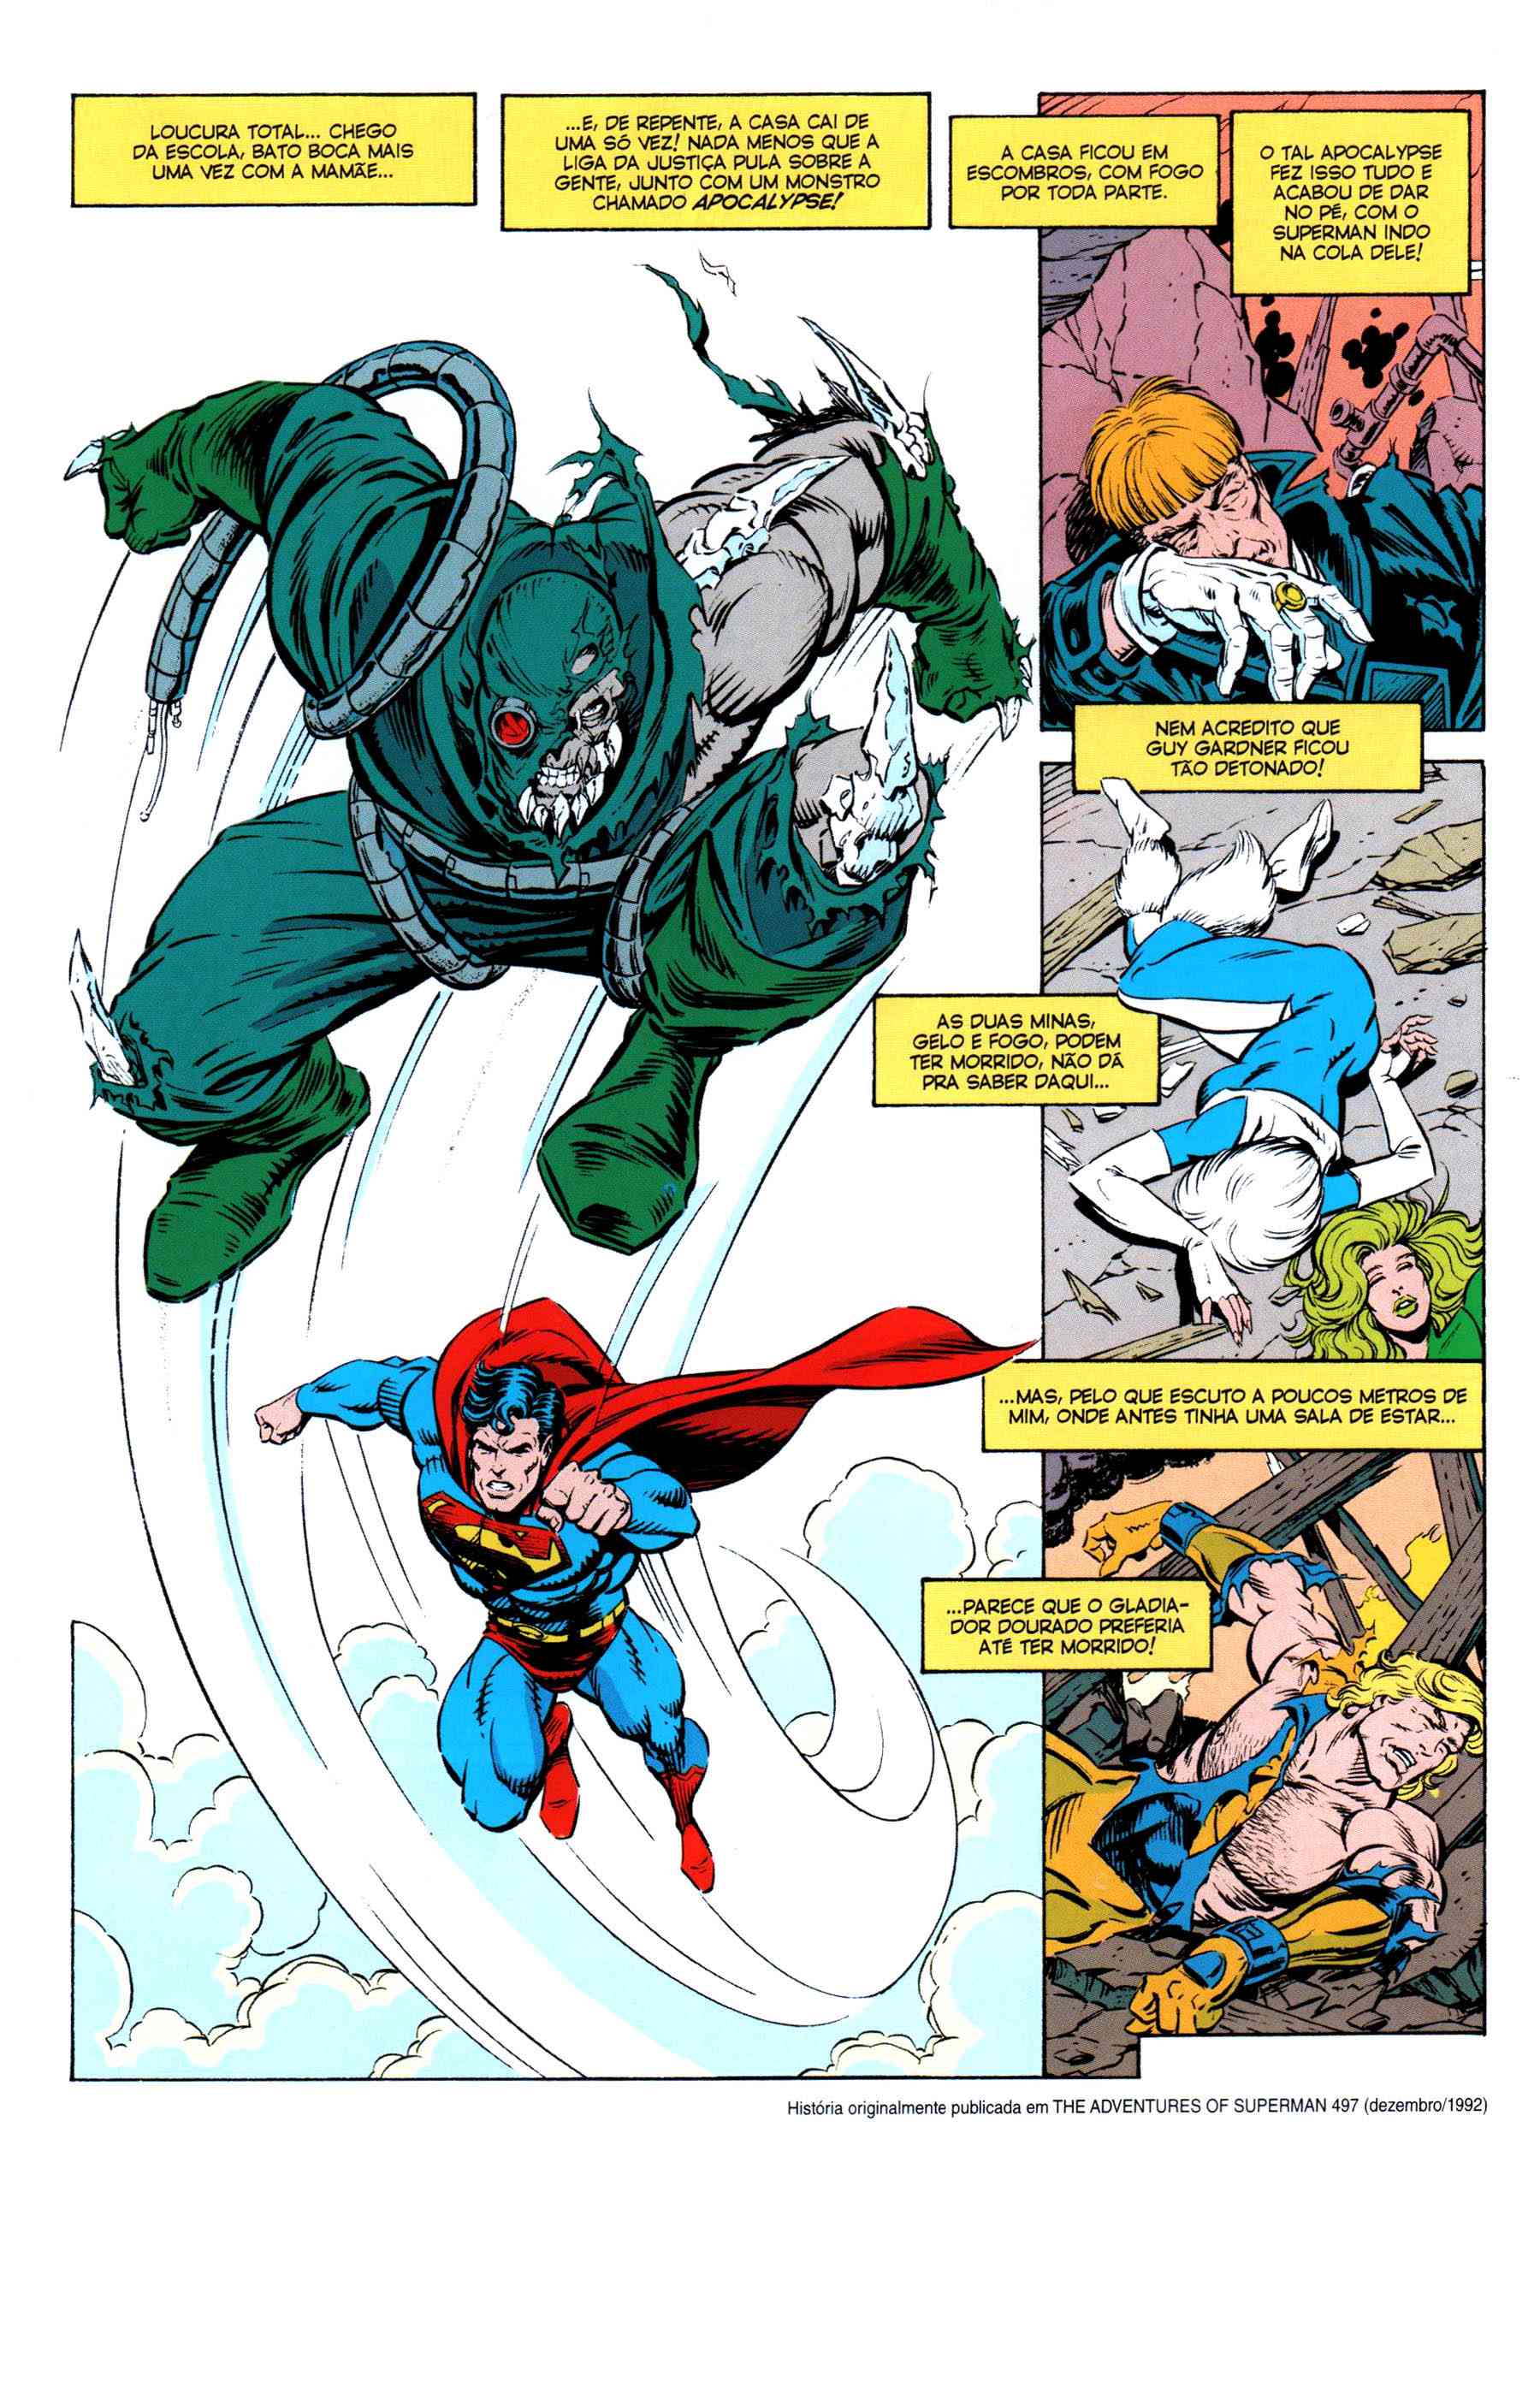 LOUCURA TOTAL... CHEGO
DA ESCOLA, BATO BOCA MAIS
UMA VEZ COM A MAMÃE...
...E, DE REPENTE, A CASA CAI DE
UMA SÓ VEZ! NADA MENOS QUE A
LIGA DA JUSTIÇA PULA SOBRE A
GENTE, JUNTO COM UM MONSTRO
CHAMADO APOCALYPSE!
A CASA FICOU EM
ESCOMBROS, COM FOGO
POR TODA PARTE.
O TAL APOCALYPSE
FEZ ISSO TUDO E
ACABOU DE DAR
NO PÉ, COM O
SUPERMAN INDO
NA COLA DELE!
NEM ACREDITO QUE
GUY GARDNER FICOU
TÃO DETONADO!
AS DUAS MINAS,
GELO E FOGO, PODEM
TER MORRIDO, NÃO DÁ
PRA SABER DAQUI...
...MAS, PELO QUE ESCUTO A POUCOS METROS DE
MIM, ONDE ANTES TINHA UMA SALA DE ESTAR...
...PARECE QUE O GLADIA-
DOR DOURADO PREFERIA
ATÉ TER MORRIDO!
História originalmente publicada em THE ADVENTURES OF SUPERMAN 497 (dezembro/1992)